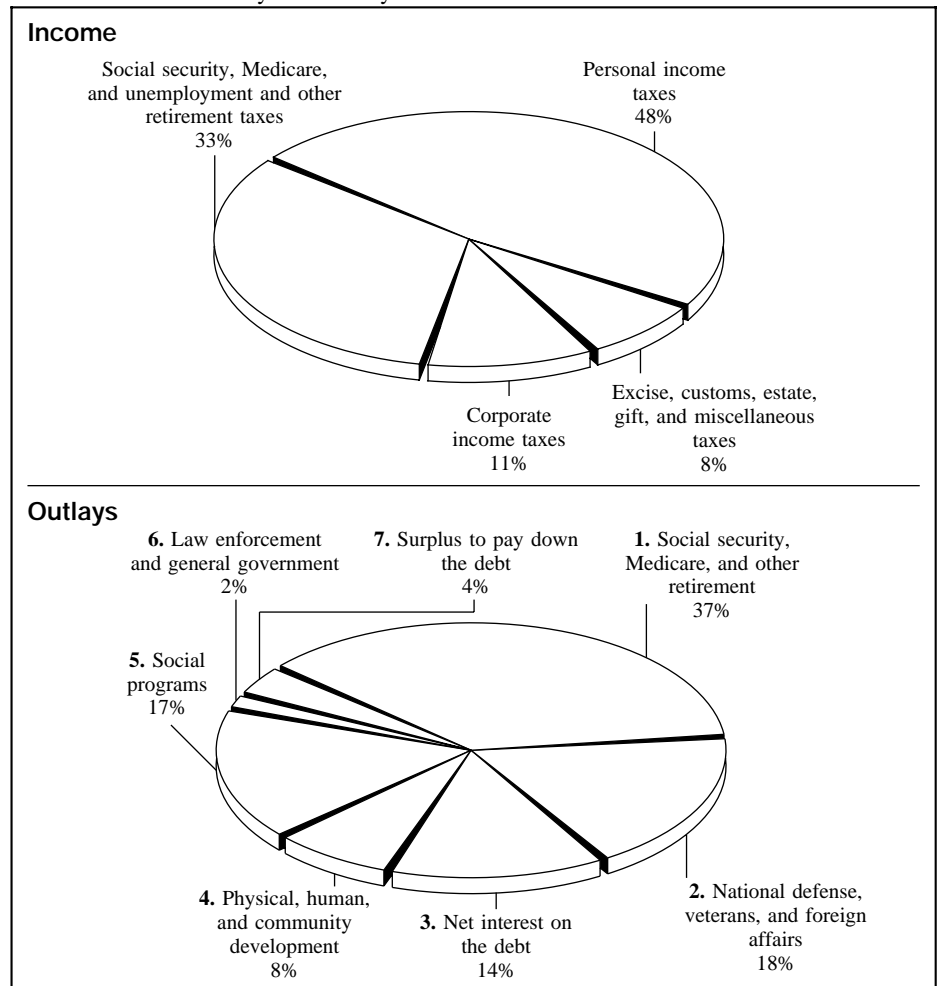 Income
Social security, Medicare,
and unemployment and other
retirement taxes
33%
Personal income
taxes
48%
Corporate
income taxes
11%
Excise, customs, estate,
gift, and miscellaneous
taxes
8%
Outlays
6. Law enforcement
and general government
2%
7. Surplus to pay down
the debt
4%
1. Social security,
Medicare, and other
retirement
37%
5. Social
programs
17%
4. Physical, human,
and community
development
8%
3. Net interest on
the debt
14%
2. National defense,
veterans, and foreign
affairs
18%